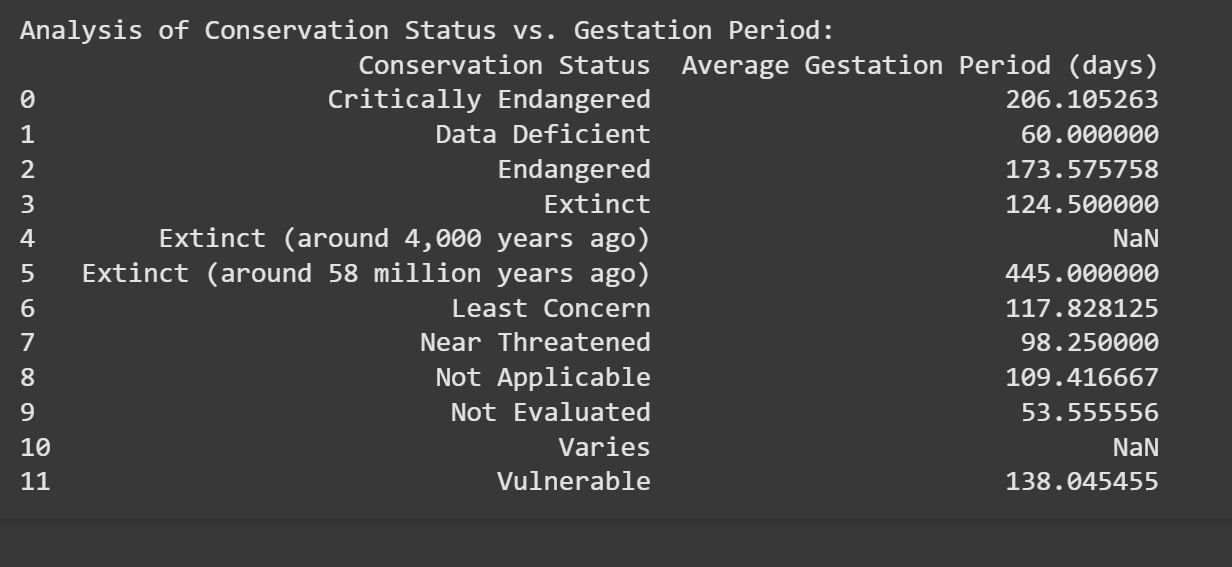 Analysis of Conservation Status vs. Gestation Period:
Conservation Status Average Gestation Period (days)
0 Critically Endangered 206.105263
1 Data Deficient 60.000000
2 Endangered 173.575758
3 Extinct 124.500000
4 Extinct (around 4,000 years ago) NaN
5 Extinct (around 58 million years ago) 445.000000
6 Least Concern 117.828125
7 Near Threatened 98.250000
8 Not Applicable 109.416667
9 Not Evaluated 53.555556
10 Varies NaN
11 Vulnerable 138.045455